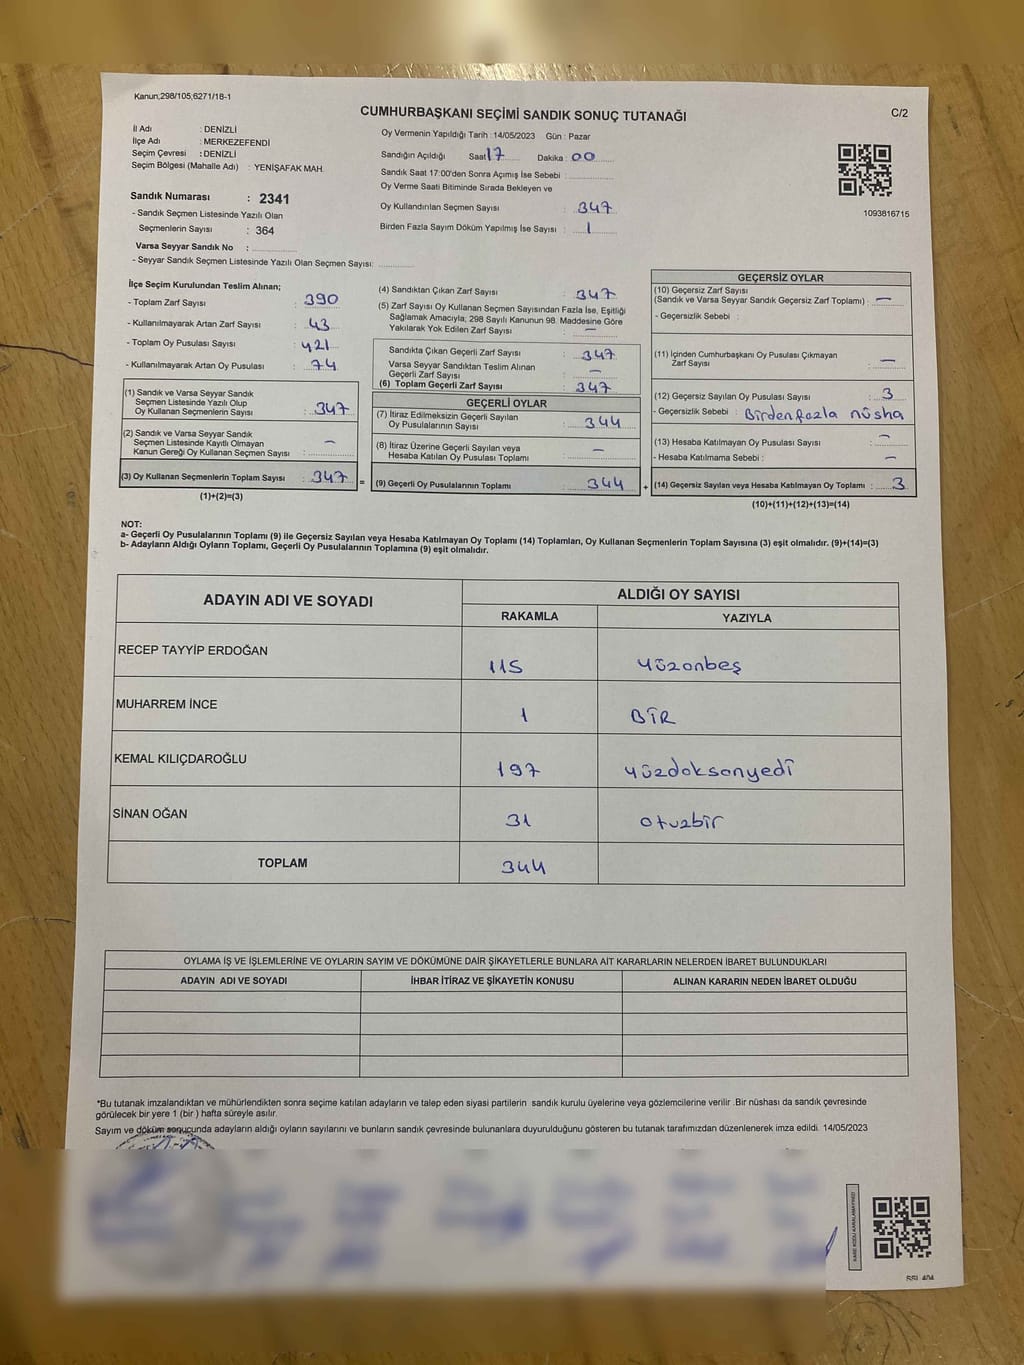 Kanun;298/105,6271/18-1
CUMHURBAŞKANI SEÇİMİ SANDIK SONUÇ TUTANAĞI
C/2
İl Adı : DENİZLİ
İlçe Adı : MERKEZEFENDİ
Seçim Çevresi : DENİZLİ
Seçim Bölgesi (Mahalle Adı) : YENİŞAFAK MAH.
Sandık Numarası : 2341
- Sandık Seçmen Listesinde Yazılı Olan
Seçmenlerin Sayısı : 364
Varsa Seyyar Sandık No :
- Seyyar Sandık Seçmen Listesinde Yazılı Olan Seçmen Sayısı:
Oy Vermenin Yapıldığı Tarih :14/05/2023 Gün : Pazar
Sandığın Açıldığı Saat 17 Dakika 00
Sandık Saat 17:00'den Sonra Açımış İse Sebebi :
Oy Verme Saati Bitiminde Sırada Bekleyen ve
Oy Kullandırılan Seçmen Sayısı : 347
Birden Fazla Sayım Döküm Yapılmış İse Sayısı : 1
1093816715
İlçe Seçim Kurulundan Teslim Alınan;
- Toplam Zarf Sayısı : 390
- Kullanılmayarak Artan Zarf Sayısı : 43
- Toplam Oy Pusulası Sayısı : 421
- Kullanılmayarak Artan Oy Pusulası : 74
(1) Sandık ve Varsa Seyyar Sandık
Seçmen Listesinde Yazılı Olup
Oy Kullanan Seçmenlerin Sayısı : 347
(2) Sandık ve Varsa Seyyar Sandık
Seçmen Listesinde Kayıtlı Olmayan
Kanun Gereği Oy Kullanan Seçmen Sayısı : —
(3) Oy Kullanan Seçmenlerin Toplam Sayısı : 347
(1)+(2)=(3)
=
(4) Sandıktan Çıkan Zarf Sayısı : 347
(5) Zarf Sayısı Oy Kullanan Seçmen Sayısından Fazla İse, Eşitliği
Sağlamak Amacıyla; 298 Sayılı Kanunun 98. Maddesine Göre
Yakılarak Yok Edilen Zarf Sayısı : —
Sandıkta Çıkan Geçerli Zarf Sayısı : 347
Varsa Seyyar Sandıktan Teslim Alınan
Geçerli Zarf Sayısı : —
(6) Toplam Geçerli Zarf Sayısı : 347
GEÇERLİ OYLAR
(7) İtiraz Edilmeksizin Geçerli Sayılan
Oy Pusulalarının Sayısı : 344
(8) İtiraz Üzerine Geçerli Sayılan veya
Hesaba Katılan Oy Pusulası Toplamı : —
(9) Geçerli Oy Pusulalarının Toplamı : 344
+
GEÇERSİZ OYLAR
(10) Geçersiz Zarf Sayısı
(Sandık ve Varsa Seyyar Sandık Geçersiz Zarf Toplamı) : —
- Geçersizlik Sebebi :
(11) İçinden Cumhurbaşkanı Oy Pusulası Çıkmayan
Zarf Sayısı : —
(12) Geçersiz Sayılan Oy Pusulası Sayısı : 3
- Geçersizlik Sebebi : Birden fazla nüsha
(13) Hesaba Katılmayan Oy Pusulası Sayısı : —
- Hesaba Katılmama Sebebi : —
(14) Geçersiz Sayılan veya Hesaba Katılmayan Oy Toplamı : 3
(10)+(11)+(12)+(13)=(14)
NOT:
a- Geçerli Oy Pusulalarının Toplamı (9) ile Geçersiz Sayılan veya Hesaba Katılmayan Oy Toplamı (14) Toplamları, Oy Kullanan Seçmenlerin Toplam Sayısına (3) eşit olmalıdır. (9)+(14)=(3)
b- Adayların Aldığı Oyların Toplamı, Geçerli Oy Pusulalarının Toplamına (9) eşit olmalıdır.
ADAYIN ADI VE SOYADI ALDIĞI OY SAYISI
RAKAMLA YAZIYLA
RECEP TAYYİP ERDOĞAN 115 yüzonbeş
MUHARREM İNCE 1 BİR
KEMAL KILIÇDAROĞLU 197 yüzdoksanyedi
SİNAN OĞAN 31 otuzbir
TOPLAM 344
OYLAMA İŞ VE İŞLEMLERİNE VE OYLARIN SAYIM VE DÖKÜMÜNE DAİR ŞİKAYETLERLE BUNLARA AİT KARARLARIN NELERDEN İBARET BULUNDUKLARI
ADAYIN ADI VE SOYADI İHBAR İTİRAZ VE ŞİKAYETİN KONUSU ALINAN KARARIN NEDEN İBARET OLDUĞU
*Bu tutanak imzalandıktan ve mühürlendikten sonra seçime katılan adayların ve talep eden siyasi partilerin sandık kurulu üyelerine veya gözlemcilerine verilir .Bir nüshası da sandık çevresinde
görülecek bir yere 1 (bir ) hafta süreyle asılır.
Sayım ve döküm sonucunda adayların aldığı oyların sayılarını ve bunların sandık çevresinde bulunanlara duyurulduğunu gösteren bu tutanak tarafımızdan düzenlenerek imza edildi. 14/05/2023